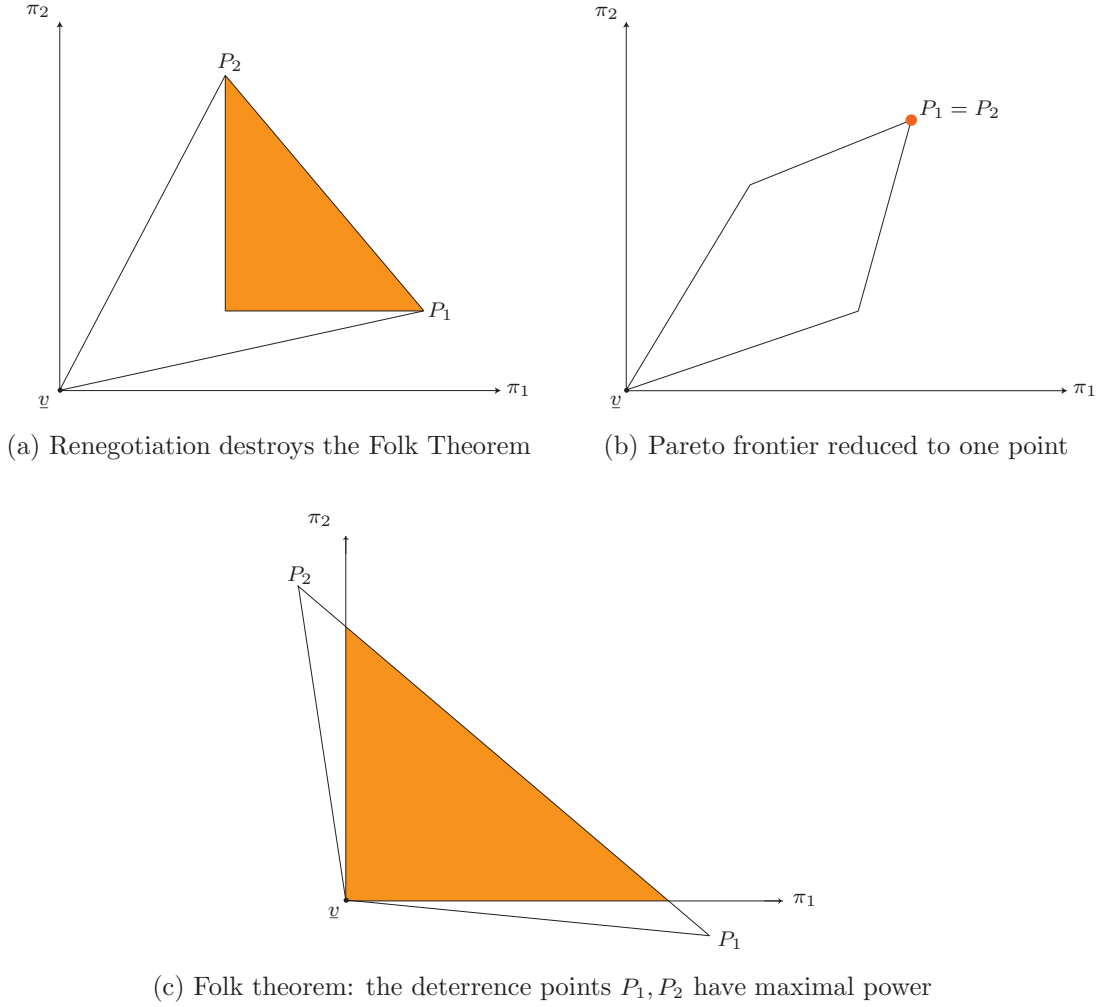 π₂
P₂
P₁
v̲
π₁
(a) Renegotiation destroys the Folk Theorem
π₂
P₁ = P₂
v̲
π₁
(b) Pareto frontier reduced to one point
π₂
P₂
v̲
π₁
P₁
(c) Folk theorem: the deterrence points P₁, P₂ have maximal power